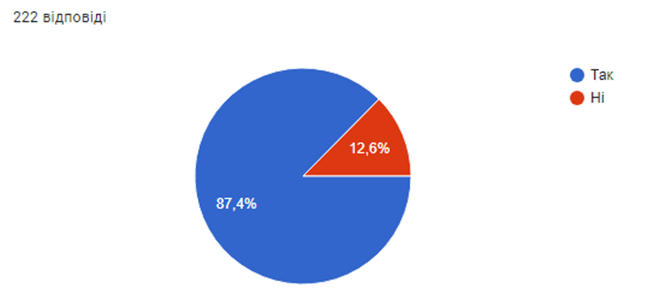 222 відповіді
Так
Ні
12,6%
87,4%